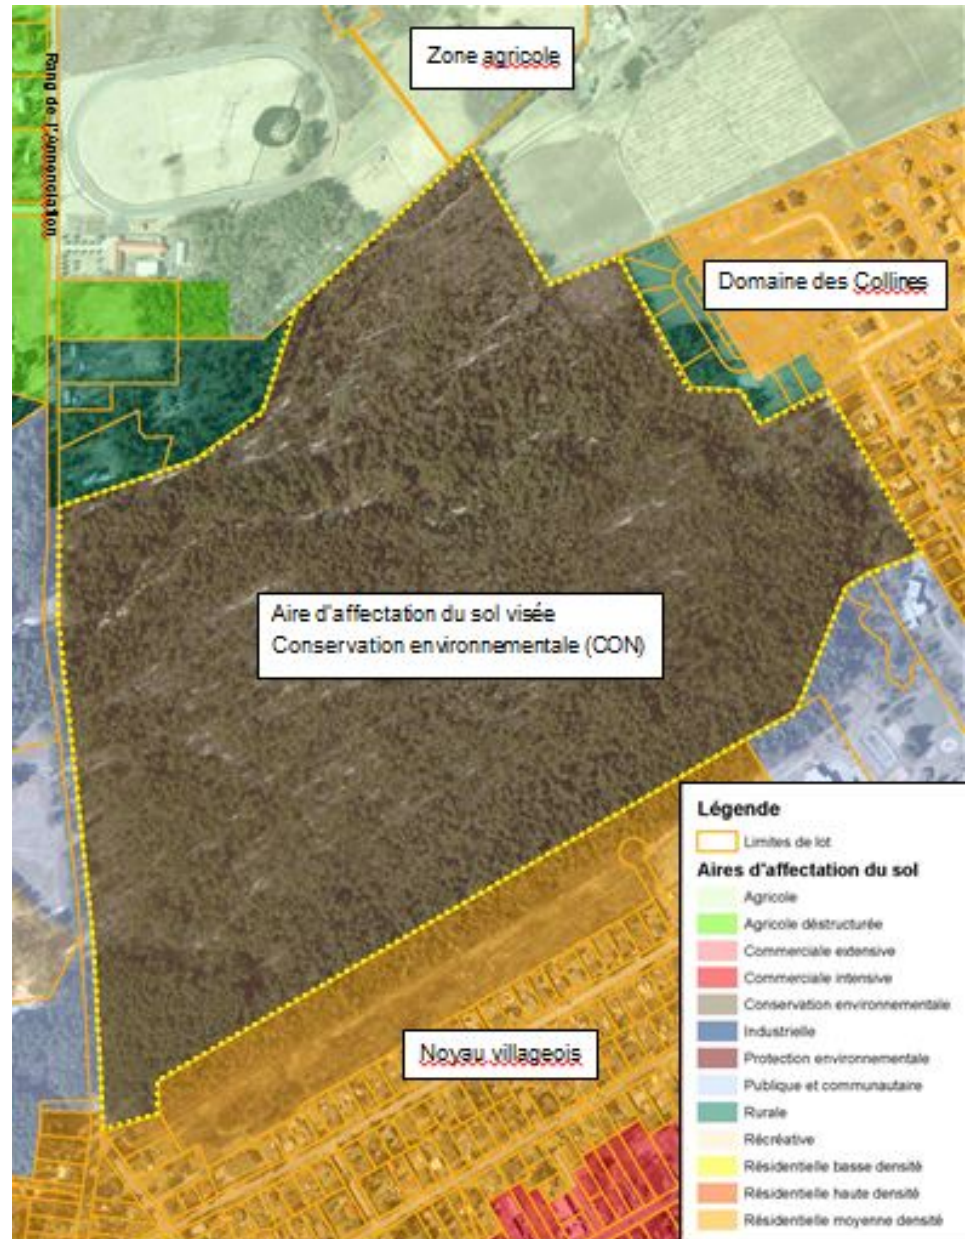 Zone agricole
Rang de l'Annonciation
Domaine des Collines
Aire d'affectation du sol visée
Conservation environnementale (CON)
Noyau villageois
Légende
Limites de lot
Aires d'affectation du sol
Agricole
Agricole déstructurée
Commerciale extensive
Commerciale intensive
Conservation environnementale
Industrielle
Protection environnementale
Publique et communautaire
Rurale
Récréative
Résidentielle basse densité
Résidentielle haute densité
Résidentielle moyenne densité